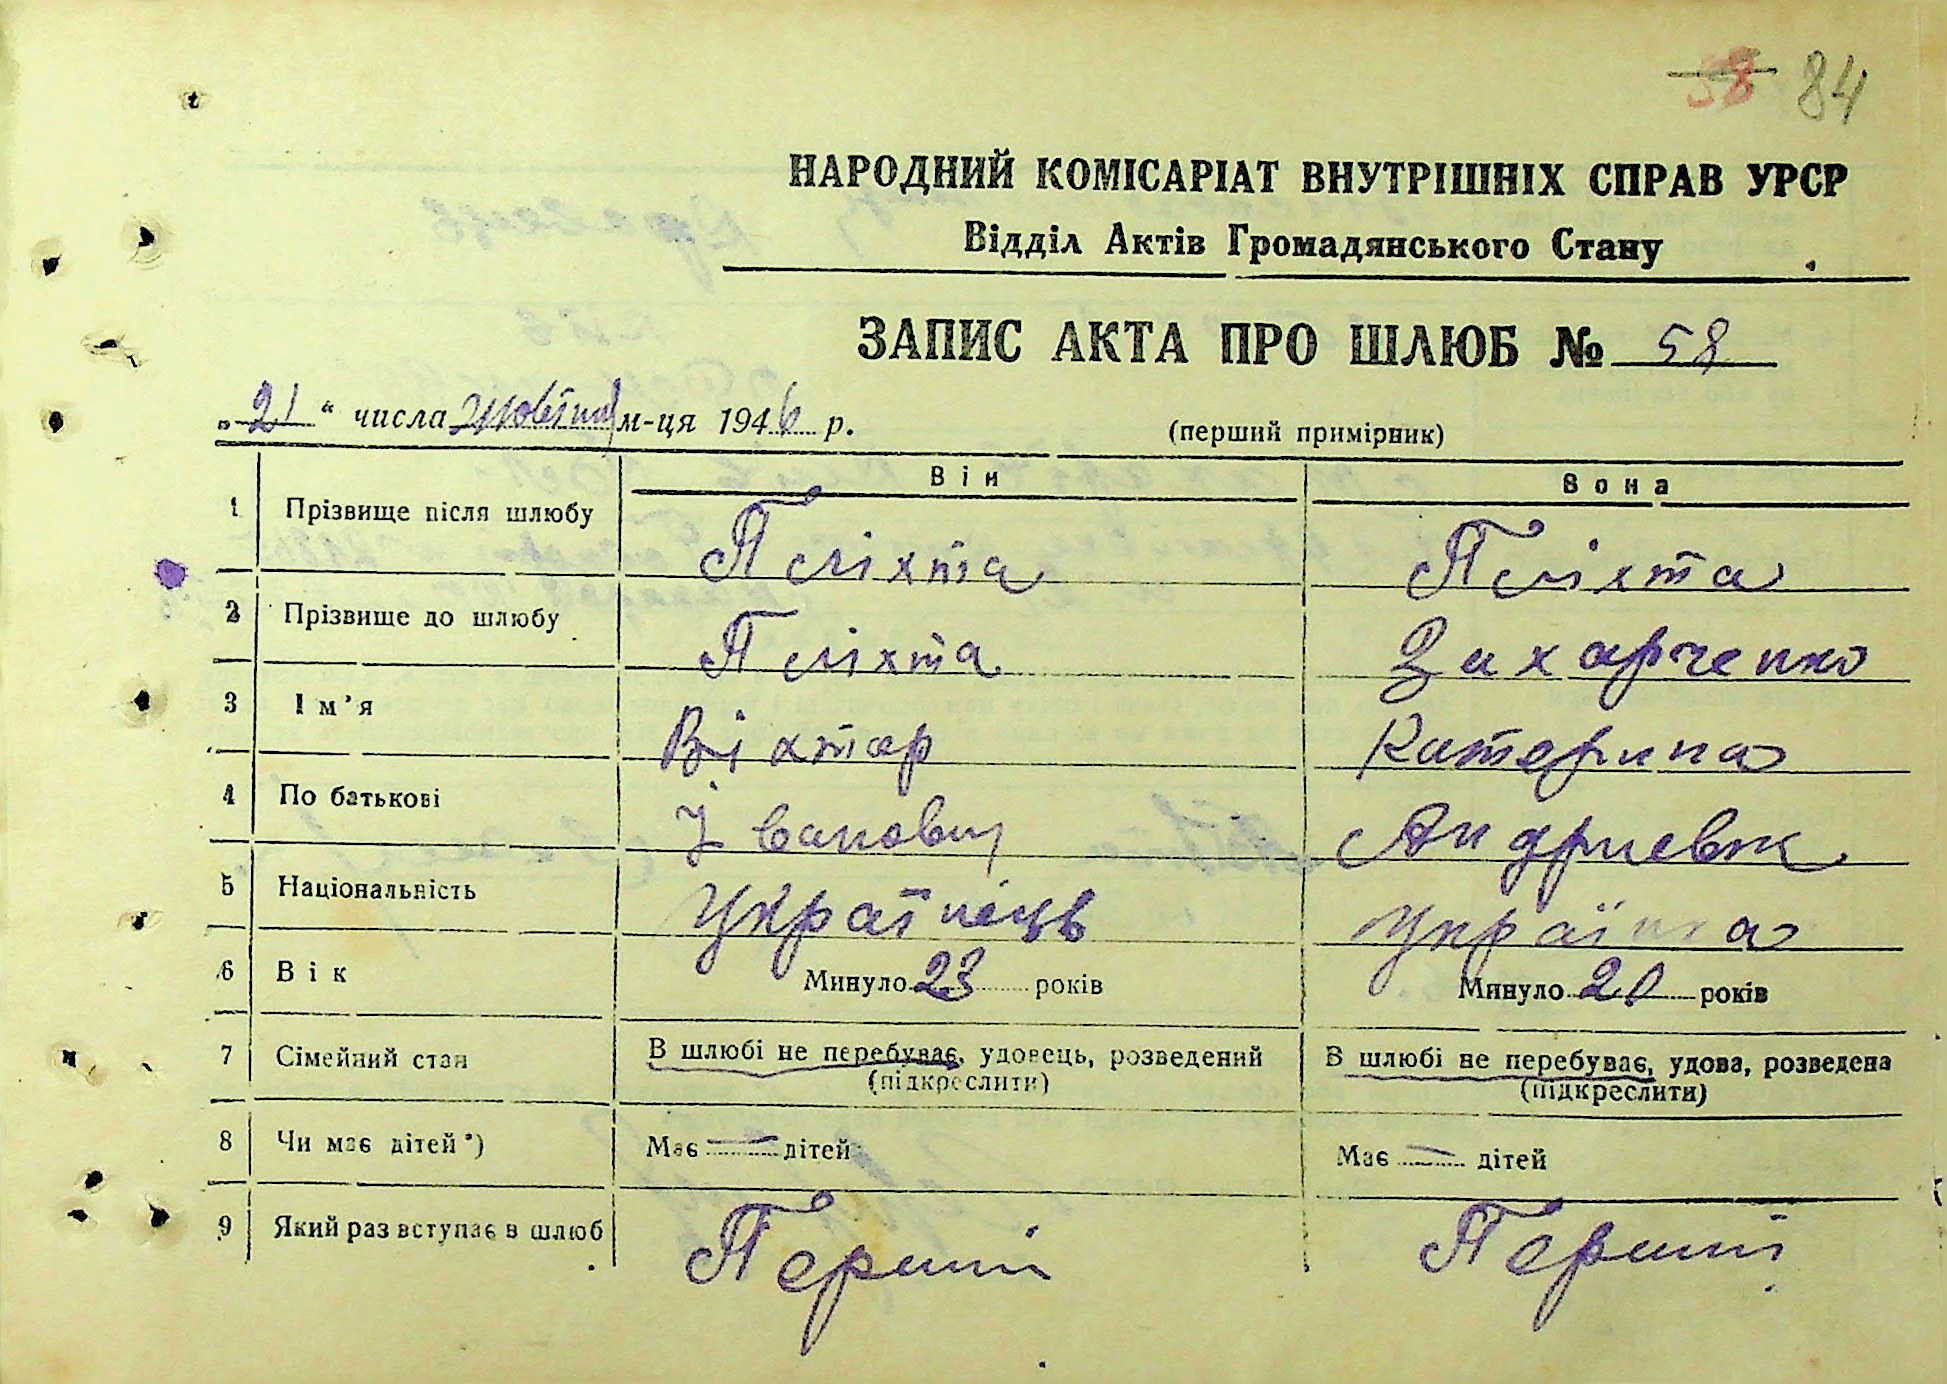 58 84
НАРОДНИЙ КОМІСАРІАТ ВНУТРІШНІХ СПРАВ УРСР
Відділ Актів Громадянського Стану
ЗАПИС АКТА ПРО ШЛЮБ № 58
„21“ числа жовтня м-ця 1946 р. (перший примірник)
Він Вона
1 Прізвище після шлюбу Пліхта Пліхта
2 Прізвище до шлюбу Пліхта Захарченко
3 Ім'я Віктор Катерина
4 По батькові Іванович Андриевна
5 Національність Українець Українка
6 Вік Минуло 23 років Минуло 20 років
7 Сімейний стан В шлюбі не перебуває, удовець, розведений В шлюбі не перебуває, удова, розведена
(підкреслити) (підкреслити)
8 Чи має дітей*) Має — дітей Має — дітей
9 Який раз вступає в шлюб Перший Перший